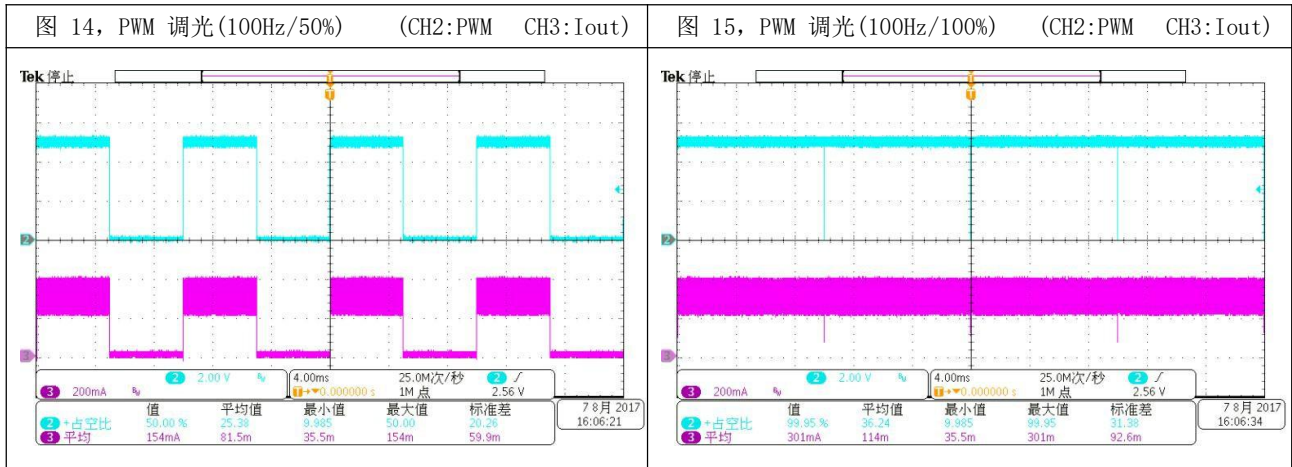 图 14, PWM 调光(100Hz/50%) (CH2:PWM CH3:Iout)
Tek 停止
T
T
2
3
2 2.00 V
3 200mA
4.00ms 25.0M次/秒 2
T→▼0.000000 s 1M 点 2.56 V
值 平均值 最小值 最大值 标准差
2 +占空比 50.00 % 25.38 9.985 50.00 20.26
3 平均 154mA 81.5m 35.5m 154m 59.9m
7 8月 2017
16:06:21
图 15, PWM 调光(100Hz/100%) (CH2:PWM CH3:Iout)
Tek 停止
T
T
2
3
2 2.00 V
3 200mA
4.00ms 25.0M次/秒 2
T→▼0.000000 s 1M 点 2.56 V
值 平均值 最小值 最大值 标准差
2 +占空比 99.95 % 36.24 9.985 99.95 31.38
3 平均 301mA 114m 35.5m 301m 92.6m
7 8月 2017
16:06:34